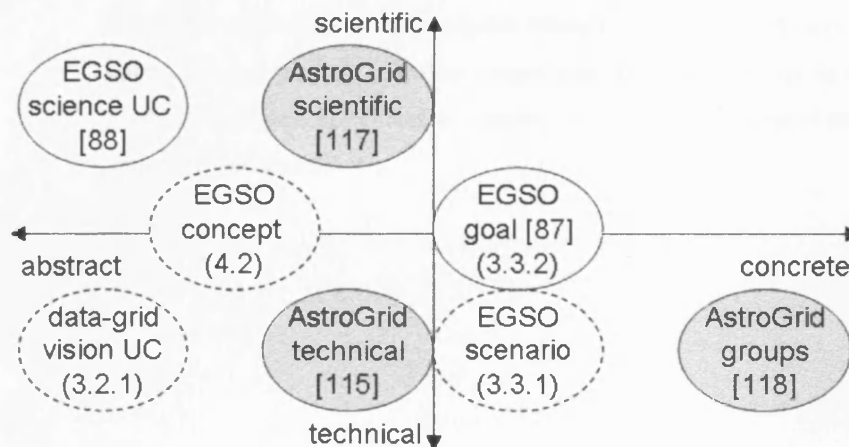 scientific
EGSO
science UC
[88]
AstroGrid
scientific
[117]
EGSO
concept
(4.2)
EGSO
goal [87]
(3.3.2)
abstract
concrete
data-grid
vision UC
(3.2.1)
AstroGrid
technical
[115]
EGSO
scenario
(3.3.1)
AstroGrid
groups
[118]
technical